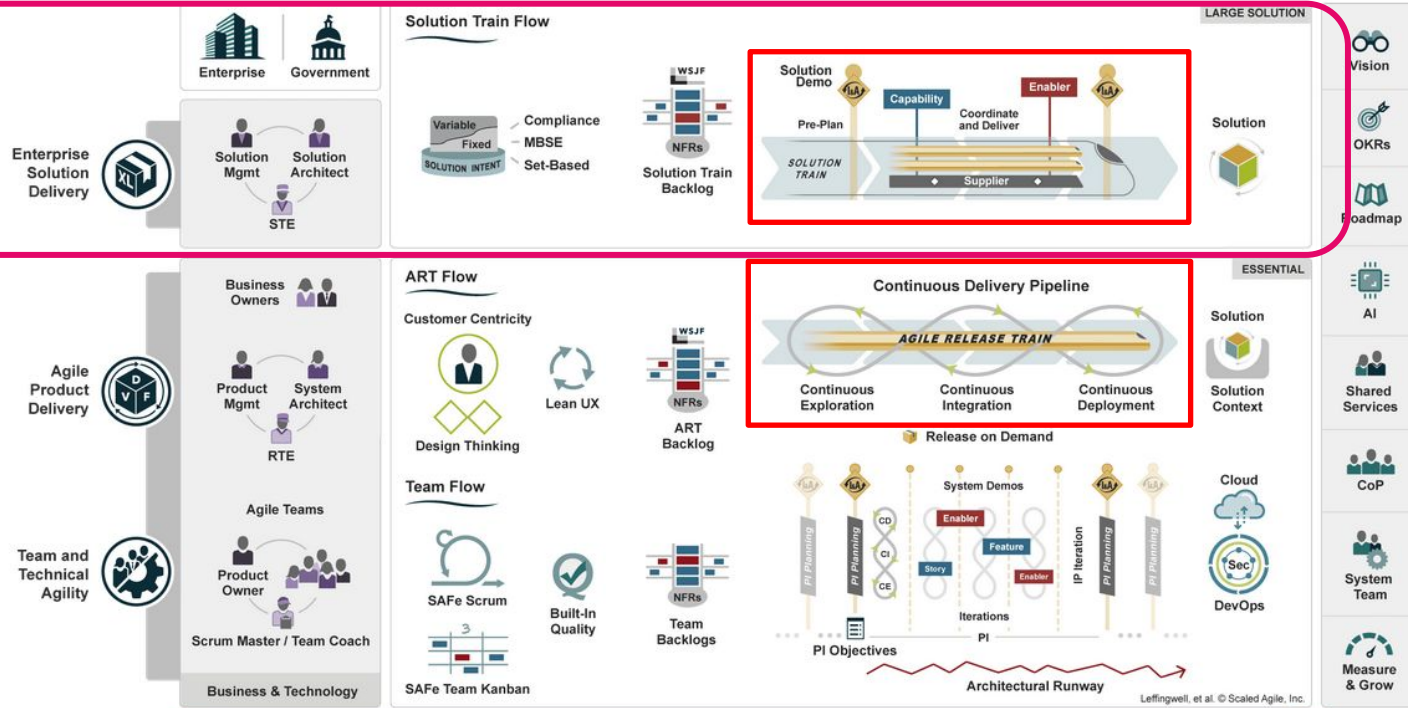 Enterprise
Government
Solution Train Flow
LARGE SOLUTION
Enterprise
Solution
Delivery
XL
Solution
Mgmt
Solution
Architect
STE
Variable
Fixed
SOLUTION INTENT
Compliance
MBSE
Set-Based
WSJF
NFRs
Solution Train
Backlog
Solution
Demo
I&A
Pre-Plan
Capability
Coordinate
and Deliver
Enabler
I&A
SOLUTION
TRAIN
Supplier
Solution
Vision
OKRs
Roadmap
AI
Shared
Services
CoP
System
Team
Measure
& Grow
Agile
Product
Delivery
D
V F
Business
Owners
Product
Mgmt
System
Architect
RTE
ART Flow
ESSENTIAL
Customer Centricity
Lean UX
Design Thinking
WSJF
NFRs
ART
Backlog
Continuous Delivery Pipeline
AGILE RELEASE TRAIN
Continuous
Exploration
Continuous
Integration
Continuous
Deployment
Release on Demand
Solution
Solution
Context
Team and
Technical
Agility
Agile Teams
Product
Owner
Scrum Master / Team Coach
Business & Technology
Team Flow
SAFe Scrum
3
SAFe Team Kanban
Built-In
Quality
NFRs
Team
Backlogs
I&A
I&A
System Demos
I&A
I&A
PI Planning
PI Planning
CD
CI
CE
Enabler
Feature
Story
Enabler
IP Iteration
PI Planning
PI Planning
Iterations
PI
PI Objectives
Architectural Runway
Cloud
Sec
DevOps
Leffingwell, et al. © Scaled Agile, Inc.